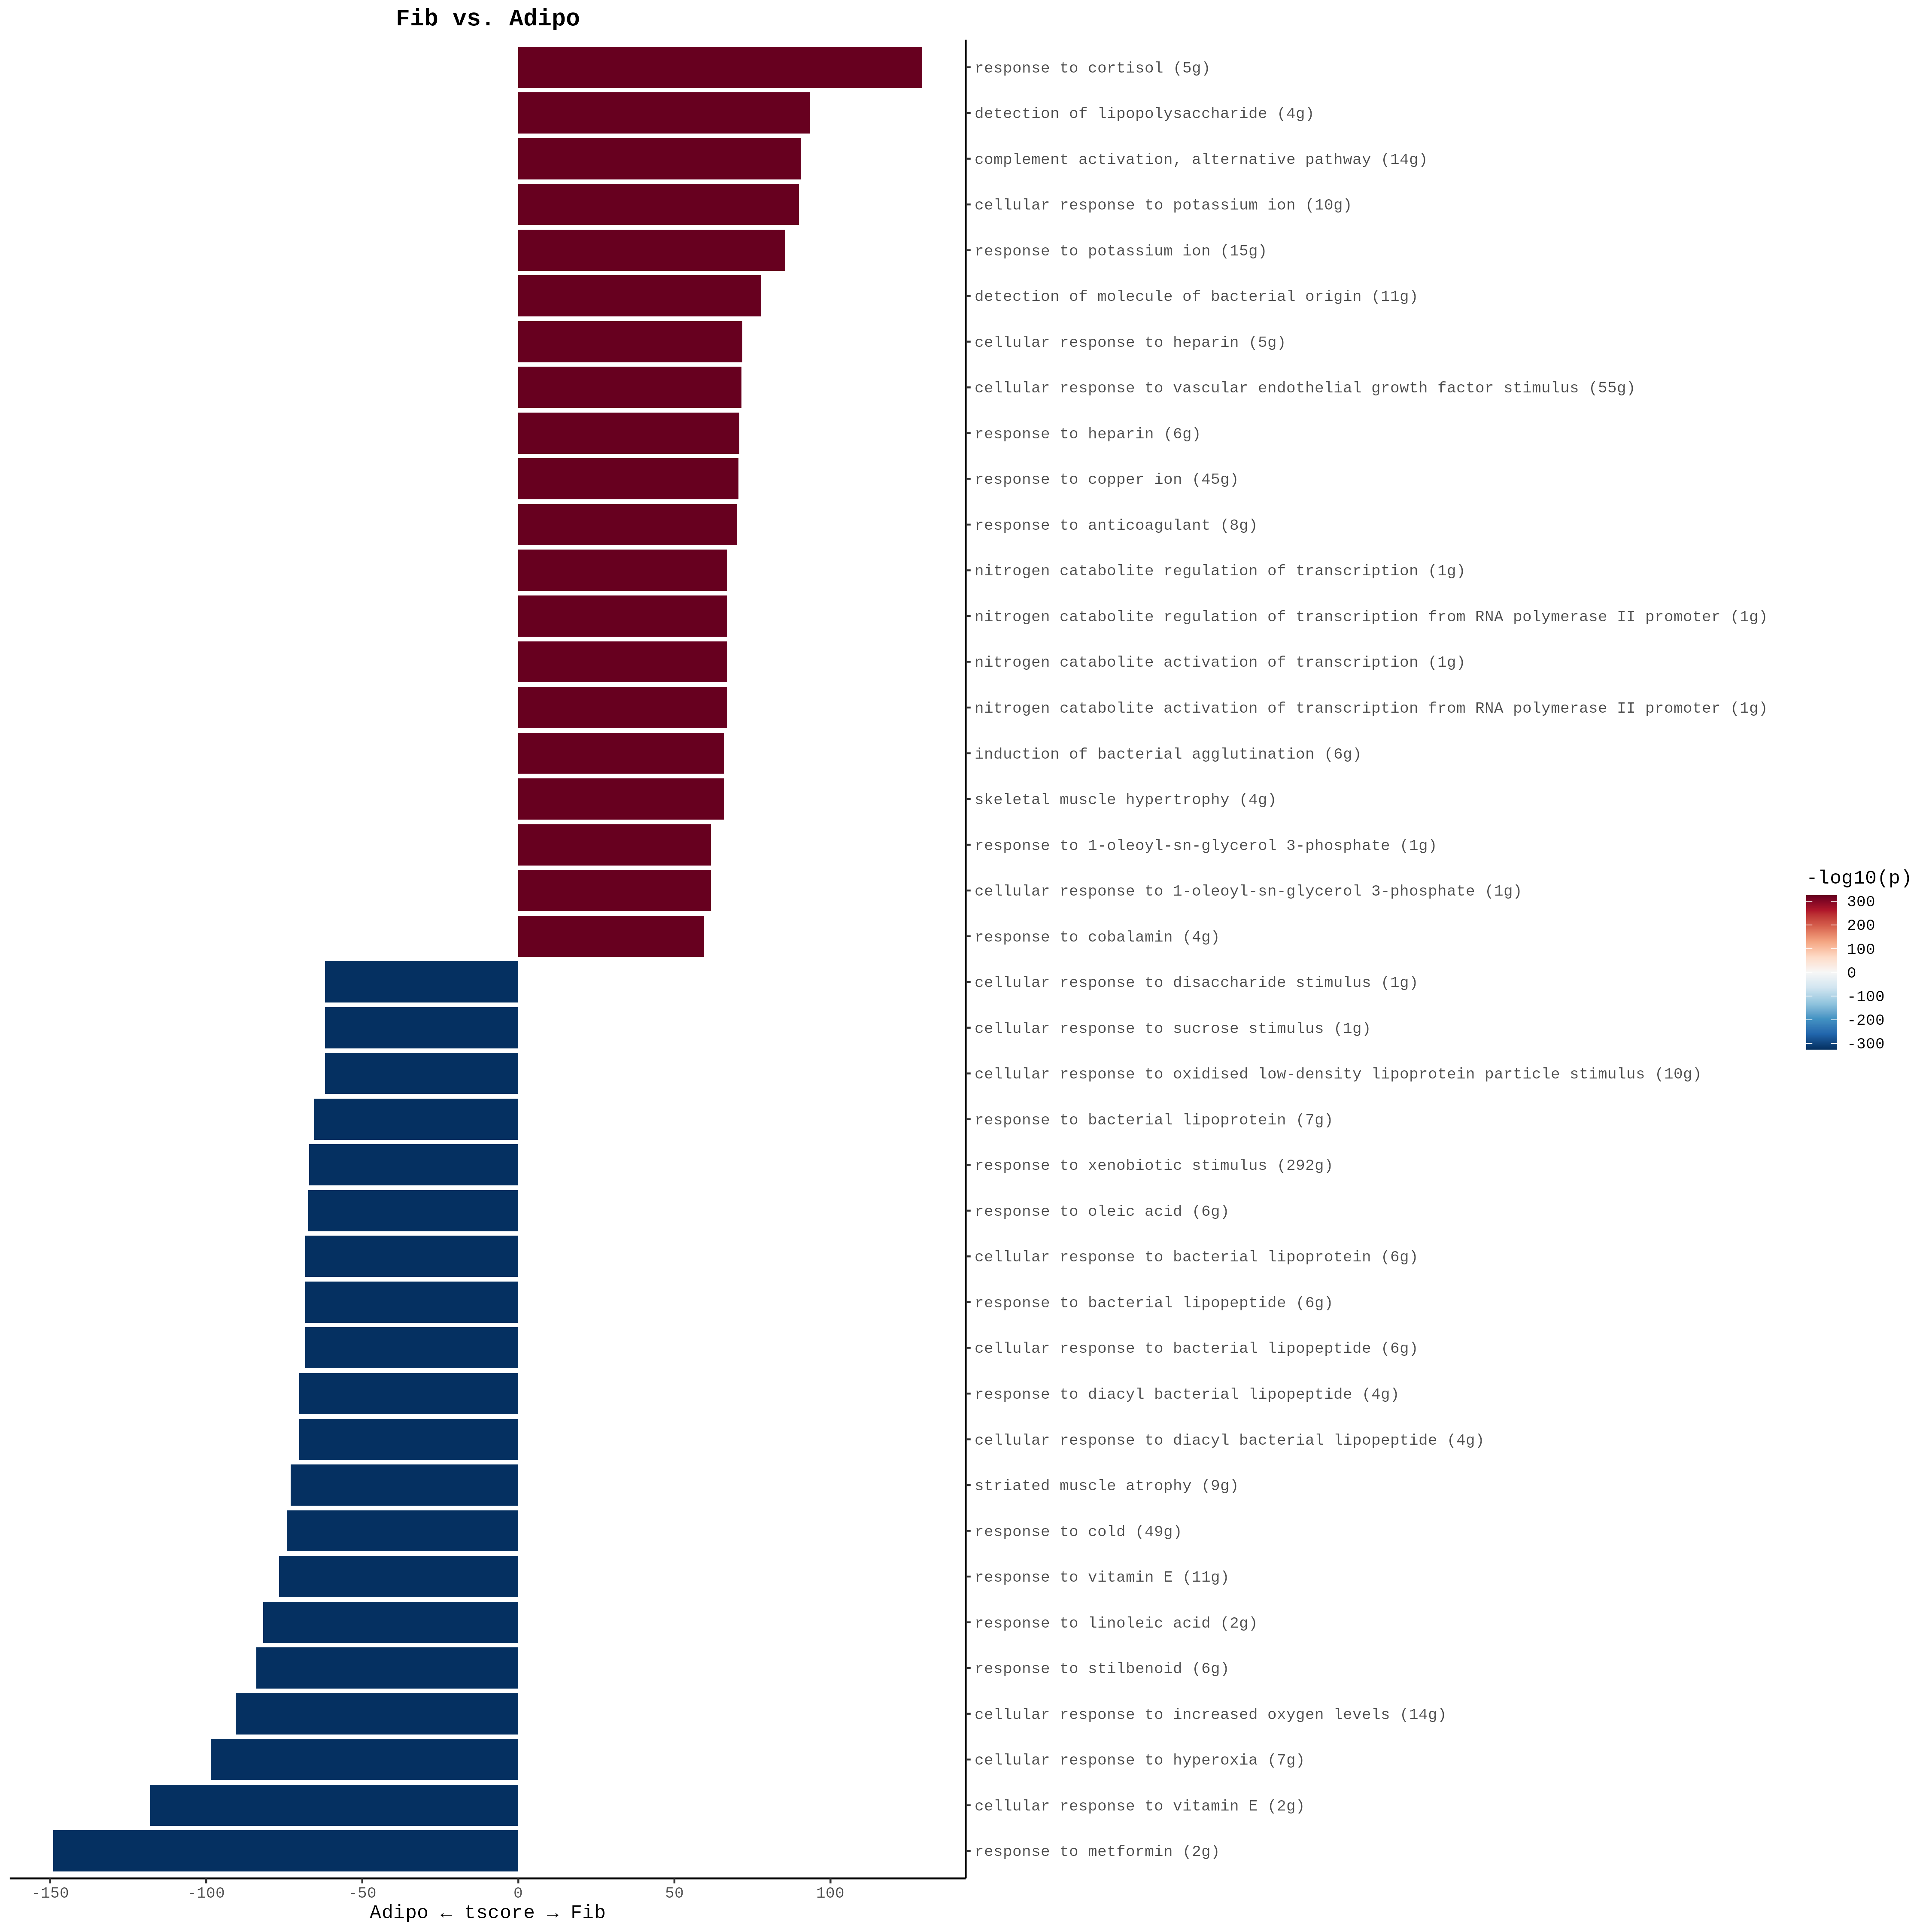 Fib vs. Adipo
response to cortisol (5g)
detection of lipopolysaccharide (4g)
complement activation, alternative pathway (14g)
cellular response to potassium ion (10g)
response to potassium ion (15g)
detection of molecule of bacterial origin (11g)
cellular response to heparin (5g)
cellular response to vascular endothelial growth factor stimulus (55g)
response to heparin (6g)
response to copper ion (45g)
response to anticoagulant (8g)
nitrogen catabolite regulation of transcription (1g)
nitrogen catabolite regulation of transcription from RNA polymerase II promoter (1g)
nitrogen catabolite activation of transcription (1g)
nitrogen catabolite activation of transcription from RNA polymerase II promoter (1g)
induction of bacterial agglutination (6g)
skeletal muscle hypertrophy (4g)
response to 1-oleoyl-sn-glycerol 3-phosphate (1g)
cellular response to 1-oleoyl-sn-glycerol 3-phosphate (1g)
response to cobalamin (4g)
cellular response to disaccharide stimulus (1g)
cellular response to sucrose stimulus (1g)
cellular response to oxidised low-density lipoprotein particle stimulus (10g)
response to bacterial lipoprotein (7g)
response to xenobiotic stimulus (292g)
response to oleic acid (6g)
cellular response to bacterial lipoprotein (6g)
response to bacterial lipopeptide (6g)
cellular response to bacterial lipopeptide (6g)
response to diacyl bacterial lipopeptide (4g)
cellular response to diacyl bacterial lipopeptide (4g)
striated muscle atrophy (9g)
response to cold (49g)
response to vitamin E (11g)
response to linoleic acid (2g)
response to stilbenoid (6g)
cellular response to increased oxygen levels (14g)
cellular response to hyperoxia (7g)
cellular response to vitamin E (2g)
response to metformin (2g)
-150 -100 -50 0 50 100
Adipo ← tscore → Fib
-log10(p)
300
200
100
0
-100
-200
-300